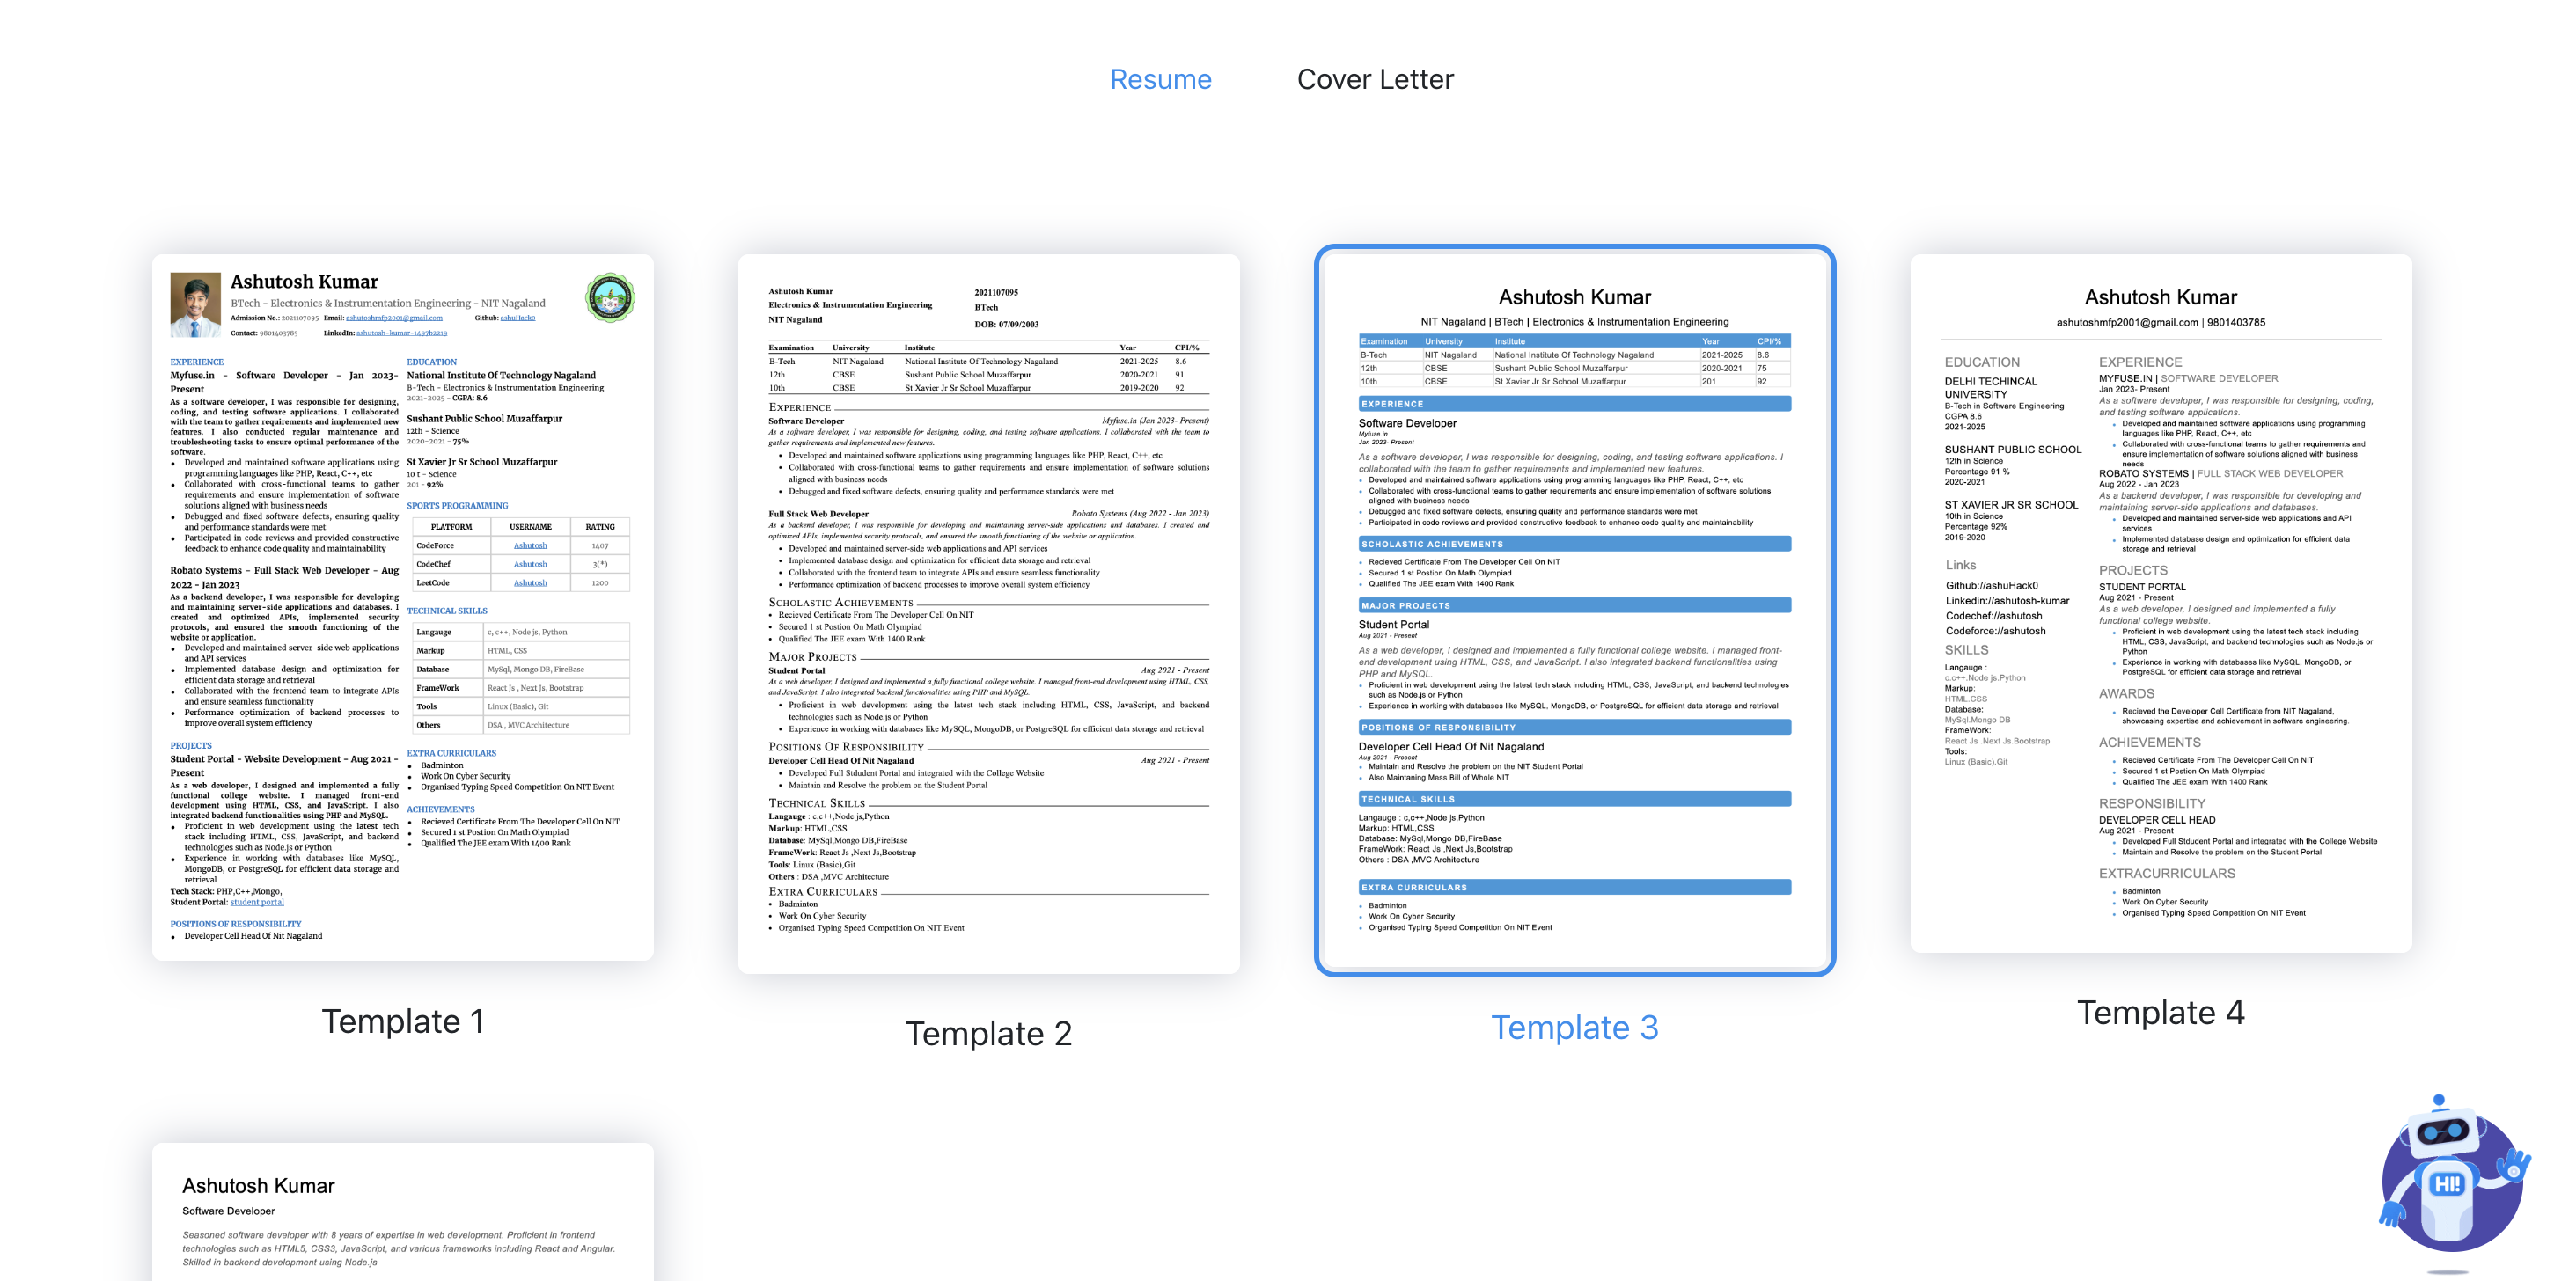 Resume
Cover Letter
Ashutosh Kumar
BTech - Electronics & Instrumentation Engineering - NIT Nagaland
Admission No.: 2021107095 Email: ashutoshmfp2001@gmail.com Github: ashuHack0
Contact: 9801403785 LinkedIn: ashutosh-kumar-1497b2219
EXPERIENCE
Myfuse.in - Software Developer - Jan 2023-
Present
As a software developer, I was responsible for designing,
coding, and testing software applications. I collaborated
with the team to gather requirements and implemented new
features. I also conducted regular maintenance and
troubleshooting tasks to ensure optimal performance of the
software.
• Developed and maintained software applications using
programming languages like PHP, React, C++, etc
• Collaborated with cross-functional teams to gather
requirements and ensure implementation of software
solutions aligned with business needs
• Debugged and fixed software defects, ensuring quality
and performance standards were met
• Participated in code reviews and provided constructive
feedback to enhance code quality and maintainability
Robato Systems - Full Stack Web Developer - Aug
2022 - Jan 2023
As a backend developer, I was responsible for developing
and maintaining server-side applications and databases. I
created and optimized APIs, implemented security
protocols, and ensured the smooth functioning of the
website or application.
• Developed and maintained server-side web applications
and API services
• Implemented database design and optimization for
efficient data storage and retrieval
• Collaborated with the frontend team to integrate APIs
and ensure seamless functionality
• Performance optimization of backend processes to
improve overall system efficiency
PROJECTS
Student Portal - Website Development - Aug 2021 -
Present
As a web developer, I designed and implemented a fully
functional college website. I managed front-end
development using HTML, CSS, and JavaScript. I also
integrated backend functionalities using PHP and MySQL.
• Proficient in web development using the latest tech
stack including HTML, CSS, JavaScript, and backend
technologies such as Node.js or Python
• Experience in working with databases like MySQL,
MongoDB, or PostgreSQL for efficient data storage and
retrieval
Tech Stack: PHP,C++,Mongo,
Student Portal: student portal
POSITIONS OF RESPONSIBILITY
• Developer Cell Head Of Nit Nagaland
EDUCATION
National Institute Of Technology Nagaland
B-Tech - Electronics & Instrumentation Engineering
2021-2025 - CGPA: 8.6
Sushant Public School Muzaffarpur
12th - Science
2020-2021 - 75%
St Xavier Jr Sr School Muzaffarpur
10 t - Science
201 - 92%
SPORTS PROGRAMMING
PLATFORM USERNAME RATING
CodeForce Ashutosh 1407
CodeChef Ashutosh 3(*)
LeetCode Ashutosh 1200
TECHNICAL SKILLS
Langauge c, c++, Node js, Python
Markup HTML, CSS
Database MySql, Mongo DB, FireBase
FrameWork React Js , Next Js, Bootstrap
Tools Linux (Basic), Git
Others DSA , MVC Architecture
EXTRA CURRICULARS
• Badminton
• Work On Cyber Security
• Organised Typing Speed Competition On NIT Event
ACHIEVEMENTS
• Recieved Certificate From The Developer Cell On NIT
• Secured 1 st Postion On Math Olympiad
• Qualified The JEE exam With 1400 Rank
Template 1
Ashutosh Kumar 2021107095
Electronics & Instrumentation Engineering BTech
NIT Nagaland DOB: 07/09/2003
Examination University Institute Year CPI/%
B-Tech NIT Nagaland National Institute Of Technology Nagaland 2021-2025 8.6
12th CBSE Sushant Public School Muzaffarpur 2020-2021 91
10th CBSE St Xavier Jr Sr School Muzaffarpur 2019-2020 92
EXPERIENCE
Software Developer Myfuse.in (Jan 2023- Present)
As a software developer, I was responsible for designing, coding, and testing software applications. I collaborated with the team to
gather requirements and implemented new features.
• Developed and maintained software applications using programming languages like PHP, React, C++, etc
• Collaborated with cross-functional teams to gather requirements and ensure implementation of software solutions
aligned with business needs
• Debugged and fixed software defects, ensuring quality and performance standards were met
Full Stack Web Developer Robato Systems (Aug 2022 - Jan 2023)
As a backend developer, I was responsible for developing and maintaining server-side applications and databases. I created and
optimized APIs, implemented security protocols, and ensured the smooth functioning of the website or application.
• Developed and maintained server-side web applications and API services
• Implemented database design and optimization for efficient data storage and retrieval
• Collaborated with the frontend team to integrate APIs and ensure seamless functionality
• Performance optimization of backend processes to improve overall system efficiency
SCHOLASTIC ACHIEVEMENTS
• Recieved Certificate From The Developer Cell On NIT
• Secured 1 st Postion On Math Olympiad
• Qualified The JEE exam With 1400 Rank
MAJOR PROJECTS
Student Portal Aug 2021 - Present
As a web developer, I designed and implemented a fully functional college website. I managed front-end development using HTML, CSS,
and JavaScript. I also integrated backend functionalities using PHP and MySQL.
• Proficient in web development using the latest tech stack including HTML, CSS, JavaScript, and backend
technologies such as Node.js or Python
• Experience in working with databases like MySQL, MongoDB, or PostgreSQL for efficient data storage and retrieval
POSITIONS OF RESPONSIBILITY
Developer Cell Head Of Nit Nagaland Aug 2021 - Present
• Developed Full Stdudent Portal and integrated with the College Website
• Maintain and Resolve the problem on the Student Portal
TECHNICAL SKILLS
Langauge : c,c++,Node js,Python
Markup: HTML,CSS
Database: MySql,Mongo DB,FireBase
FrameWork: React Js ,Next Js,Bootstrap
Tools: Linux (Basic),Git
Others : DSA ,MVC Architecture
EXTRA CURRICULARS
• Badminton
• Work On Cyber Security
• Organised Typing Speed Competition On NIT Event
Template 2
Ashutosh Kumar
NIT Nagaland | BTech | Electronics & Instrumentation Engineering
Examination University Institute Year CPI/%
B-Tech NIT Nagaland National Institute Of Technology Nagaland 2021-2025 8.6
12th CBSE Sushant Public School Muzaffarpur 2020-2021 75
10th CBSE St Xavier Jr Sr School Muzaffarpur 201 92
EXPERIENCE
Software Developer
Myfuse.in
Jan 2023- Present
As a software developer, I was responsible for designing, coding, and testing software applications. I
collaborated with the team to gather requirements and implemented new features.
• Developed and maintained software applications using programming languages like PHP, React, C++, etc
• Collaborated with cross-functional teams to gather requirements and ensure implementation of software solutions
aligned with business needs
• Debugged and fixed software defects, ensuring quality and performance standards were met
• Participated in code reviews and provided constructive feedback to enhance code quality and maintainability
SCHOLASTIC ACHIEVEMENTS
• Recieved Certificate From The Developer Cell On NIT
• Secured 1 st Postion On Math Olympiad
• Qualified The JEE exam With 1400 Rank
MAJOR PROJECTS
Student Portal
Aug 2021 - Present
As a web developer, I designed and implemented a fully functional college website. I managed front-
end development using HTML, CSS, and JavaScript. I also integrated backend functionalities using
PHP and MySQL.
• Proficient in web development using the latest tech stack including HTML, CSS, JavaScript, and backend technologies
such as Node.js or Python
• Experience in working with databases like MySQL, MongoDB, or PostgreSQL for efficient data storage and retrieval
POSITIONS OF RESPONSIBILITY
Developer Cell Head Of Nit Nagaland
Aug 2021 - Present
• Maintain and Resolve the problem on the NIT Student Portal
• Also Maintaning Mess Bill of Whole NIT
TECHNICAL SKILLS
Langauge : c,c++,Node js,Python
Markup: HTML,CSS
Database: MySql,Mongo DB,FireBase
FrameWork: React Js ,Next Js,Bootstrap
Others : DSA ,MVC Architecture
EXTRA CURRICULARS
• Badminton
• Work On Cyber Security
• Organised Typing Speed Competition On NIT Event
Template 3
Ashutosh Kumar
ashutoshmfp2001@gmail.com | 9801403785
EDUCATION
DELHI TECHINCAL
UNIVERSITY
B-Tech in Software Engineering
CGPA 8.6
2021-2025
SUSHANT PUBLIC SCHOOL
12th in Science
Percentage 91 %
2020-2021
ST XAVIER JR SR SCHOOL
10th in Science
Percentage 92%
2019-2020
Links
Github://ashuHack0
Linkedin://ashutosh-kumar
Codechef://ashutosh
Codeforce://ashutosh
SKILLS
Langauge :
c.c++.Node js.Python
Markup:
HTML.CSS
Database:
MySql.Mongo DB
FrameWork:
React Js .Next Js.Bootstrap
Tools:
Linux (Basic).Git
EXPERIENCE
MYFUSE.IN | SOFTWARE DEVELOPER
Jan 2023- Present
As a software developer, I was responsible for designing, coding,
and testing software applications.
• Developed and maintained software applications using programming
languages like PHP, React, C++, etc
• Collaborated with cross-functional teams to gather requirements and
ensure implementation of software solutions aligned with business
needs
ROBATO SYSTEMS | FULL STACK WEB DEVELOPER
Aug 2022 - Jan 2023
As a backend developer, I was responsible for developing and
maintaining server-side applications and databases.
• Developed and maintained server-side web applications and API
services
• Implemented database design and optimization for efficient data
storage and retrieval
PROJECTS
STUDENT PORTAL
Aug 2021 - Present
As a web developer, I designed and implemented a fully
functional college website.
• Proficient in web development using the latest tech stack including
HTML, CSS, JavaScript, and backend technologies such as Node.js or
Python
• Experience in working with databases like MySQL, MongoDB, or
PostgreSQL for efficient data storage and retrieval
AWARDS
• Recieved the Developer Cell Certificate from NIT Nagaland,
showcasing expertise and achievement in software engineering.
ACHIEVEMENTS
• Recieved Certificate From The Developer Cell On NIT
• Secured 1 st Postion On Math Olympiad
• Qualified The JEE exam With 1400 Rank
RESPONSIBILITY
DEVELOPER CELL HEAD
Aug 2021 - Present
• Developed Full Stdudent Portal and integrated with the College Website
• Maintain and Resolve the problem on the Student Portal
EXTRACURRICULARS
• Badminton
• Work On Cyber Security
• Organised Typing Speed Competition On NIT Event
Template 4
Ashutosh Kumar
Software Developer
Seasoned software developer with 8 years of expertise in web development. Proficient in frontend
technologies such as HTML5, CSS3, JavaScript, and various frameworks including React and Angular.
Skilled in backend development using Node.js
HI!